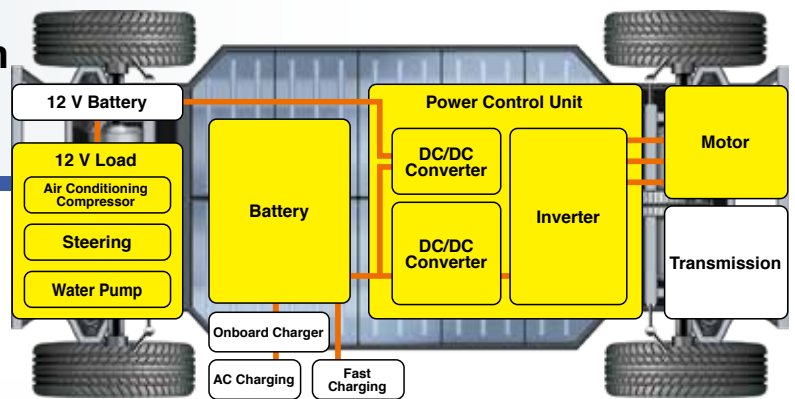 n
12 V Battery
12 V Load
Air Conditioning
Compressor
Steering
Water Pump
Battery
Onboard Charger
AC Charging
Fast
Charging
Power Control Unit
DC/DC
Converter
DC/DC
Converter
Inverter
Motor
Transmission